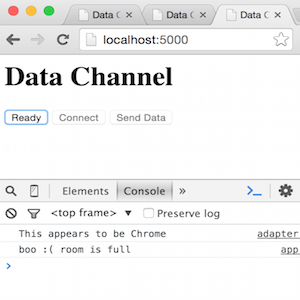 Data C
Data C
Data C
localhost:5000
Data Channel
Ready Connect Send Data
Elements Console »
<top frame> ▼ Preserve log
This appears to be Chrome adapter
boo :( room is full app